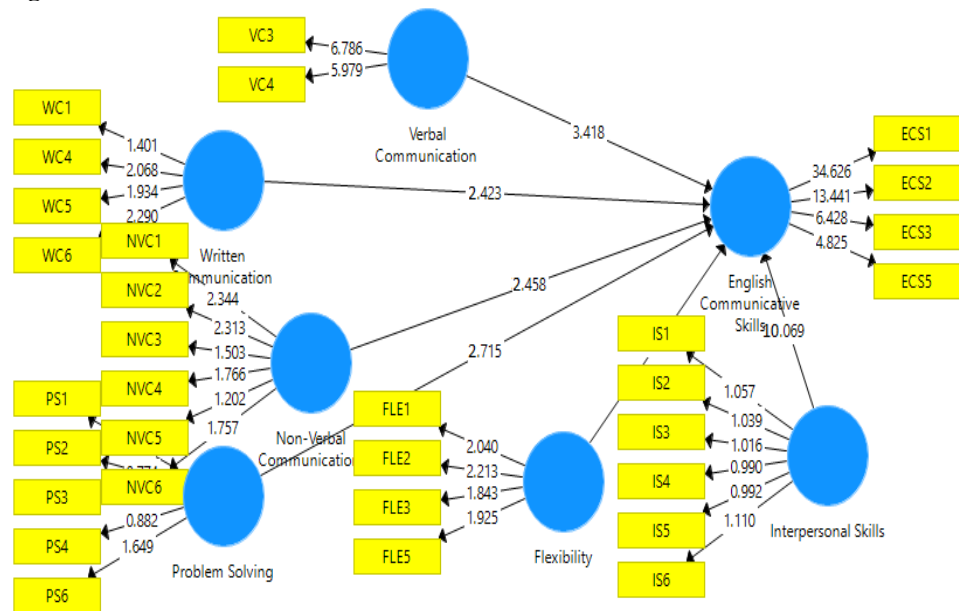 VC3
6.786
VC4
5.979
Verbal
Communication
3.418
WC1
1.401
WC4
2.068
WC5
1.934
WC6
2.290
Written
mmunication
2.423
ECS1
34.626
ECS2
13.441
ECS3
6.428
ECS5
4.825
English
Communicative
Skills
NVC1
2.344
NVC2
2.313
NVC3
1.503
NVC4
1.766
NVC5
1.202
NVC6
1.757
Non-Verbal
Communication
2.458
PS1
PS2
PS3
PS4
0.882
PS6
1.649
Problem Solving
2.715
FLE1
2.040
FLE2
2.213
FLE3
1.843
FLE5
1.925
Flexibility
IS1
1.057
IS2
1.039
IS3
1.016
IS4
0.990
IS5
0.992
IS6
1.110
Interpersonal Skills
10.069